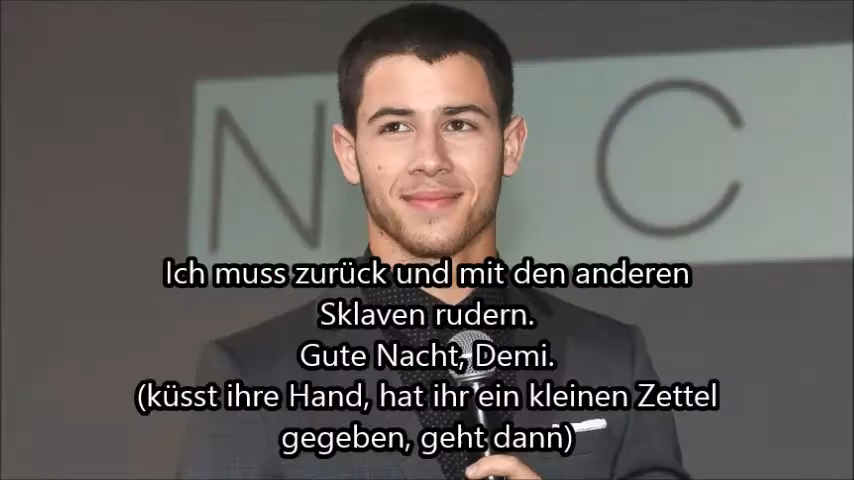 N C
Ich muss zurück und mit den anderen
Sklaven rudern.
Gute Nacht, Demi.
(küsst ihre Hand, hat ihr ein kleinen Zettel
gegeben, geht dann)